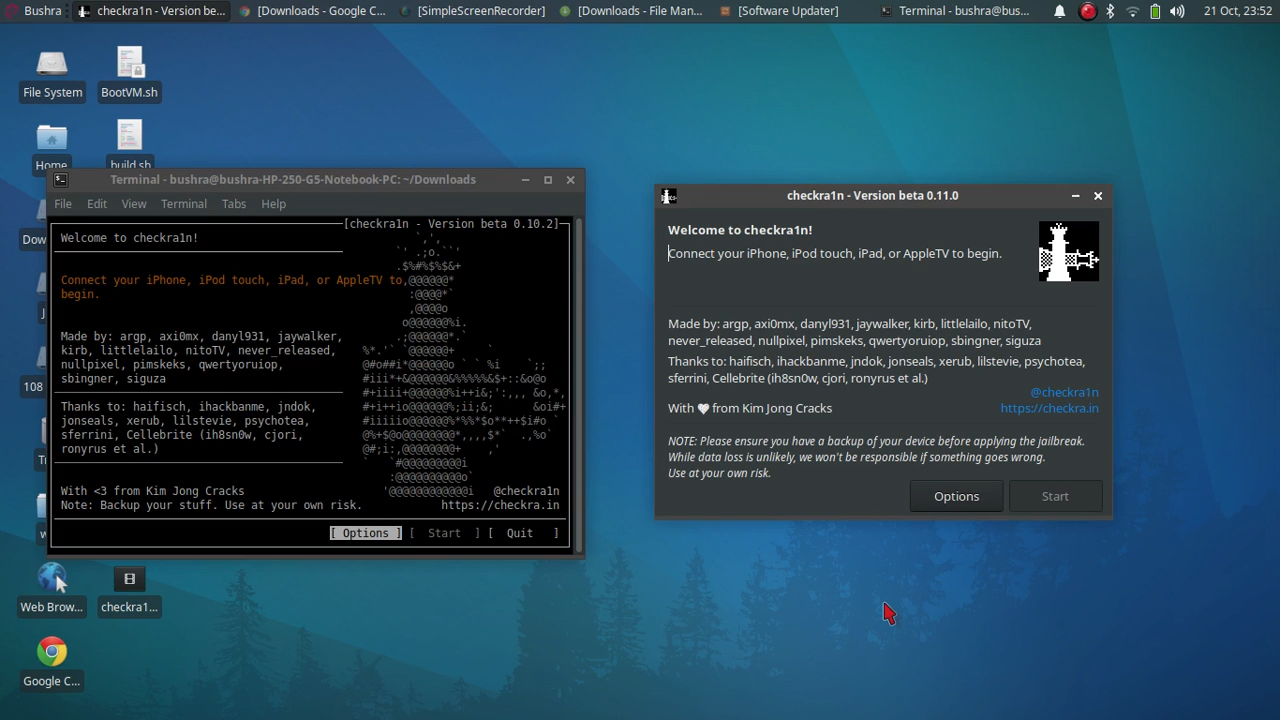 Bushra
checkra1n - Version be...
[Downloads - Google C...
[SimpleScreenRecorder]
[Downloads - File Man...
[Software Updater]
Terminal - bushra@bus...
21 Oct, 23:52
File System
BootVM.sh
Home
build.sh
108
Web Brow...
checkra1...
Google C...
Terminal - bushra@bushra-HP-250-G5-Notebook-PC: ~/Downloads
File Edit View Terminal Tabs Help
[checkra1n - Version beta 0.10.2]
Welcome to checkra1n!
Connect your iPhone, iPod touch, iPad, or AppleTV to
begin.
Made by: argp, axi0mx, danyl931, jaywalker,
kirb, littlelailo, nitoTV, never_released,
nullpixel, pimskeks, qwertyoruiop,
sbingner, siguza
Thanks to: haifisch, ihackbanme, jndok,
jonseals, xerub, lilstevie, psychotea,
sferrini, Cellebrite (ih8sn0w, cjori,
ronyrus et al.)
With <3 from Kim Jong Cracks
@checkra1n
Note: Backup your stuff. Use at your own risk.
https://checkra.in
[ Options ] [ Start ] [ Quit ]
checkra1n - Version beta 0.11.0
Welcome to checkra1n!
Connect your iPhone, iPod touch, iPad, or AppleTV to begin.
Made by: argp, axi0mx, danyl931, jaywalker, kirb, littlelailo, nitoTV,
never_released, nullpixel, pimskeks, qwertyoruiop, sbingner, siguza
Thanks to: haifisch, ihackbanme, jndok, jonseals, xerub, lilstevie, psychotea,
sferrini, Cellebrite (ih8sn0w, cjori, ronyrus et al.)
@checkra1n
With ❤ from Kim Jong Cracks
https://checkra.in
NOTE: Please ensure you have a backup of your device before applying the jailbreak.
While data loss is unlikely, we won't be responsible if something goes wrong.
Use at your own risk.
Options
Start